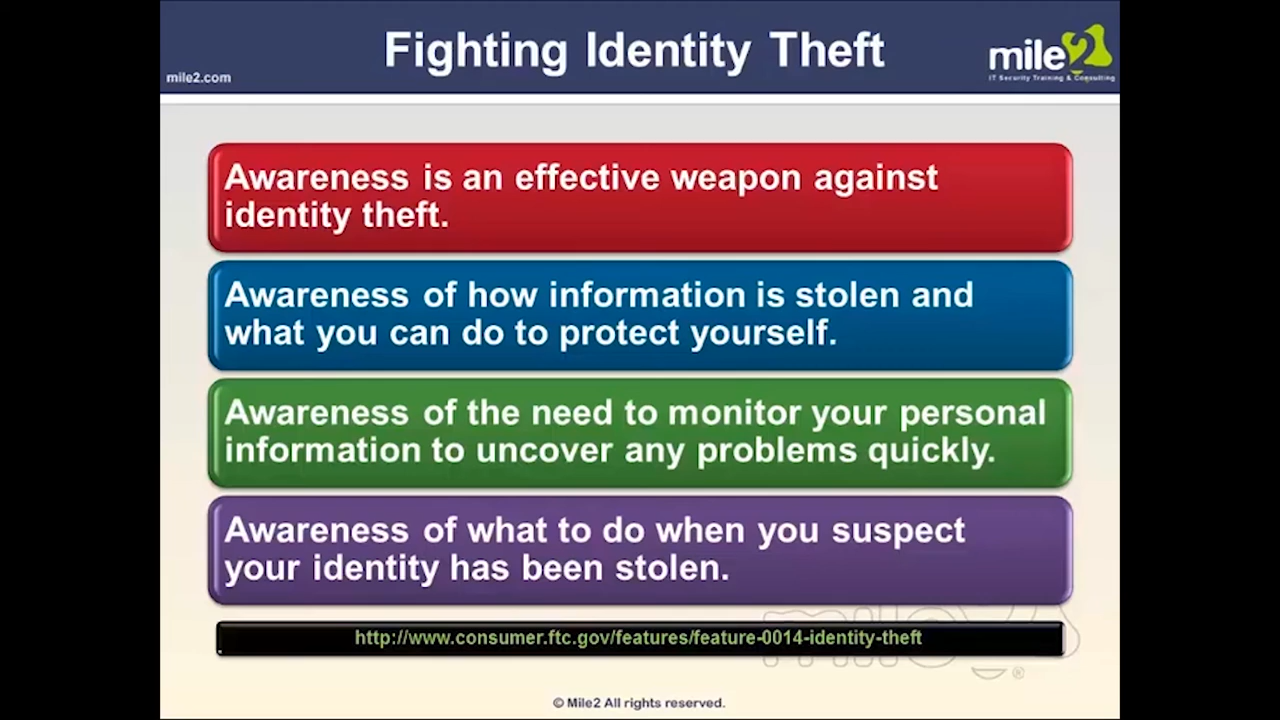 Fighting Identity Theft
mile2.com
mile2
IT Security Training & Consulting
Awareness is an effective weapon against
identity theft.
Awareness of how information is stolen and
what you can do to protect yourself.
Awareness of the need to monitor your personal
information to uncover any problems quickly.
Awareness of what to do when you suspect
your identity has been stolen.
http://www.consumer.ftc.gov/features/feature-0014-identity-theft
mile2®
© Mile2 All rights reserved.